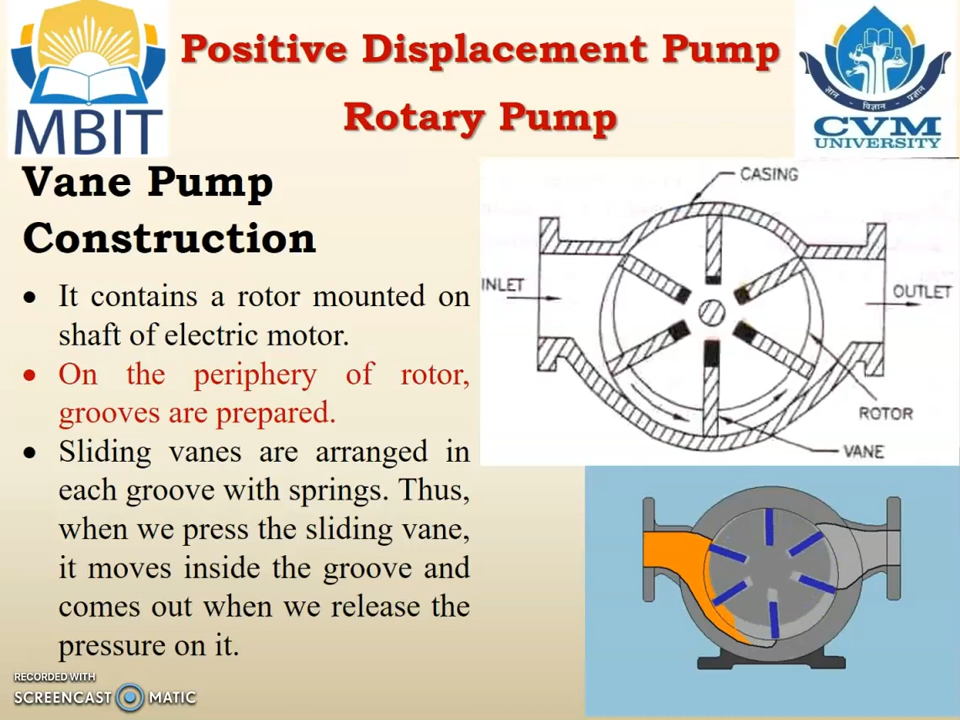 Positive Displacement Pump
Rotary Pump
MBIT
ज्ञान - विज्ञान - प्रज्ञान
CVM
UNIVERSITY
Vane Pump
Construction
• It contains a rotor mounted on
shaft of electric motor.
• On the periphery of rotor,
grooves are prepared.
• Sliding vanes are arranged in
each groove with springs. Thus,
when we press the sliding vane,
it moves inside the groove and
comes out when we release the
pressure on it.
CASING
INLET
OUTLET
ROTOR
VANE
RECORDED WITH
SCREENCAST MATIC